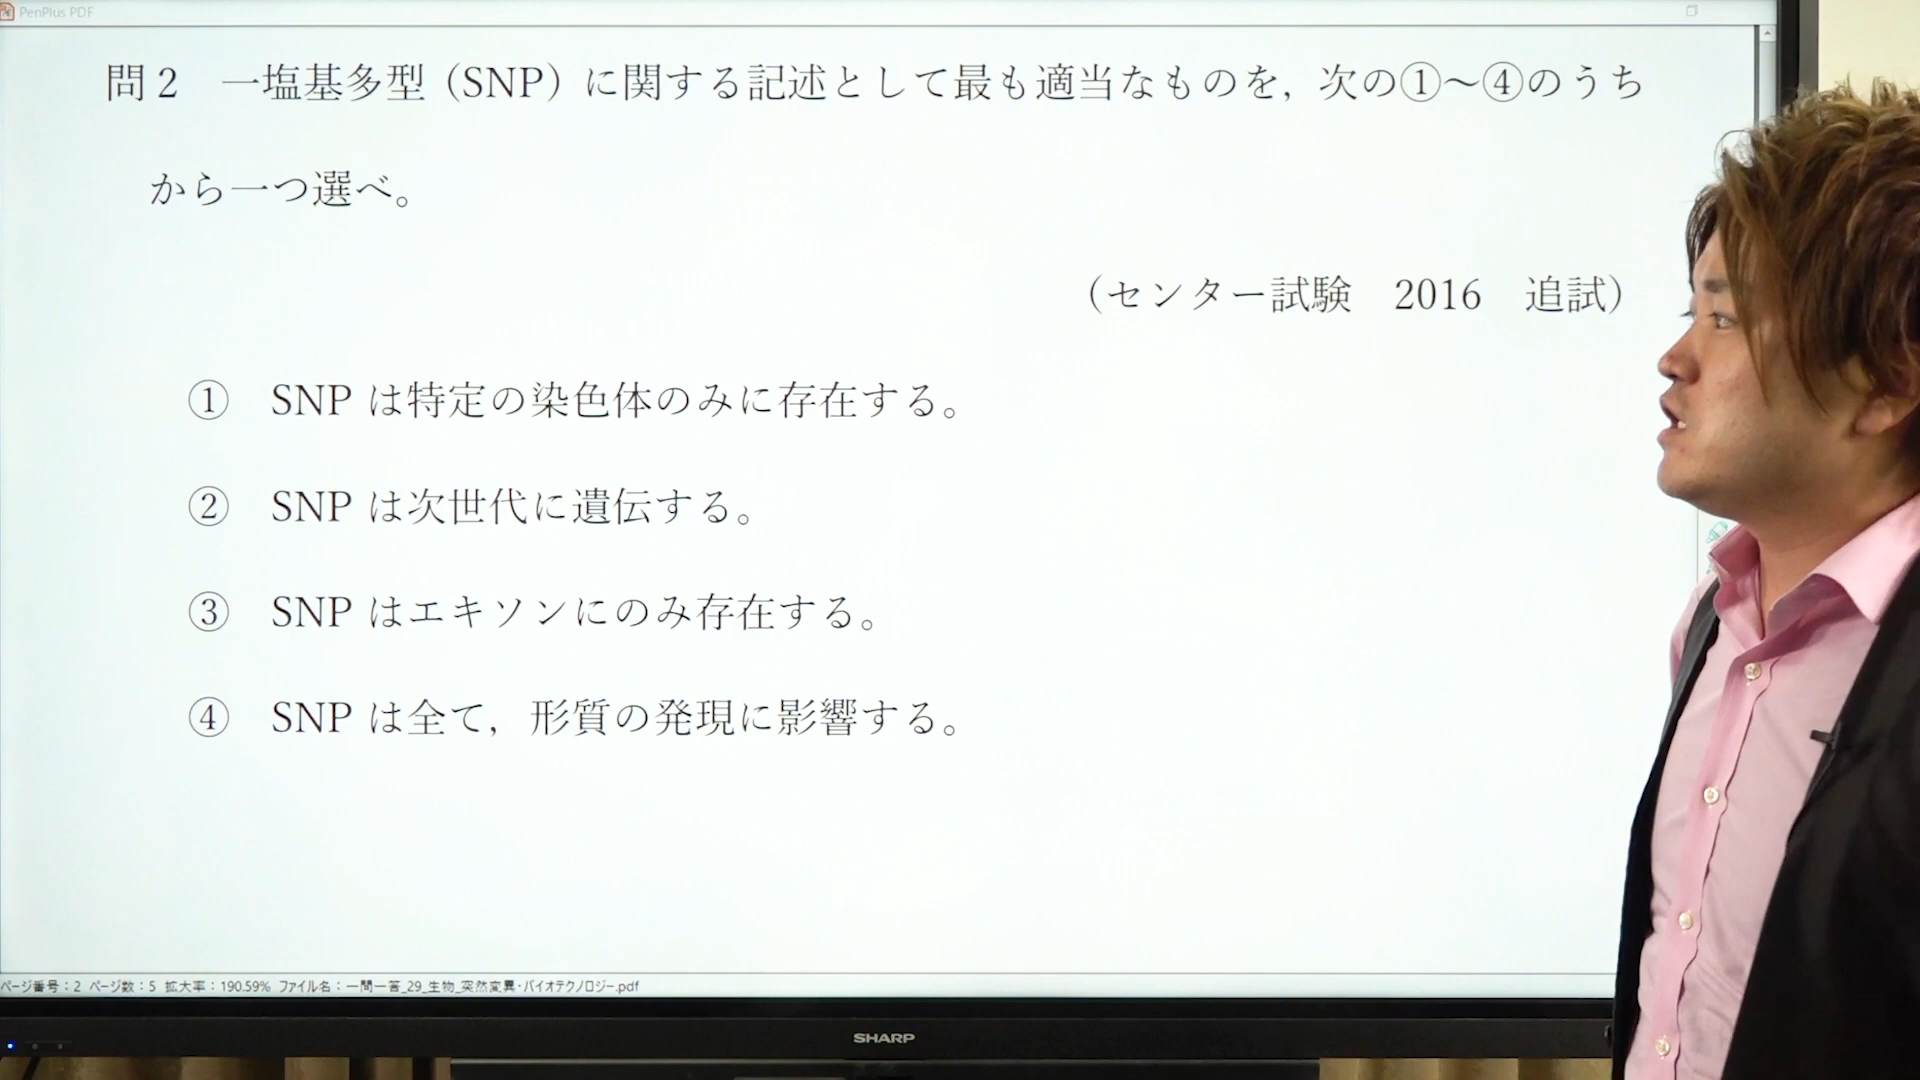 PenPlus PDF
問2 一塩基多型（SNP）に関する記述として最も適当なものを，次の①～④のうち
から一つ選べ。
（センター試験 2016 追試）
① SNP は特定の染色体のみに存在する。
② SNP は次世代に遺伝する。
③ SNP はエキソンにのみ存在する。
④ SNP は全て，形質の発現に影響する。
ページ番号：2 ページ数：5 拡大率：190.59% ファイル名：一問一答_29_生物_突然変異・バイオテクノロジー.pdf
SHARP